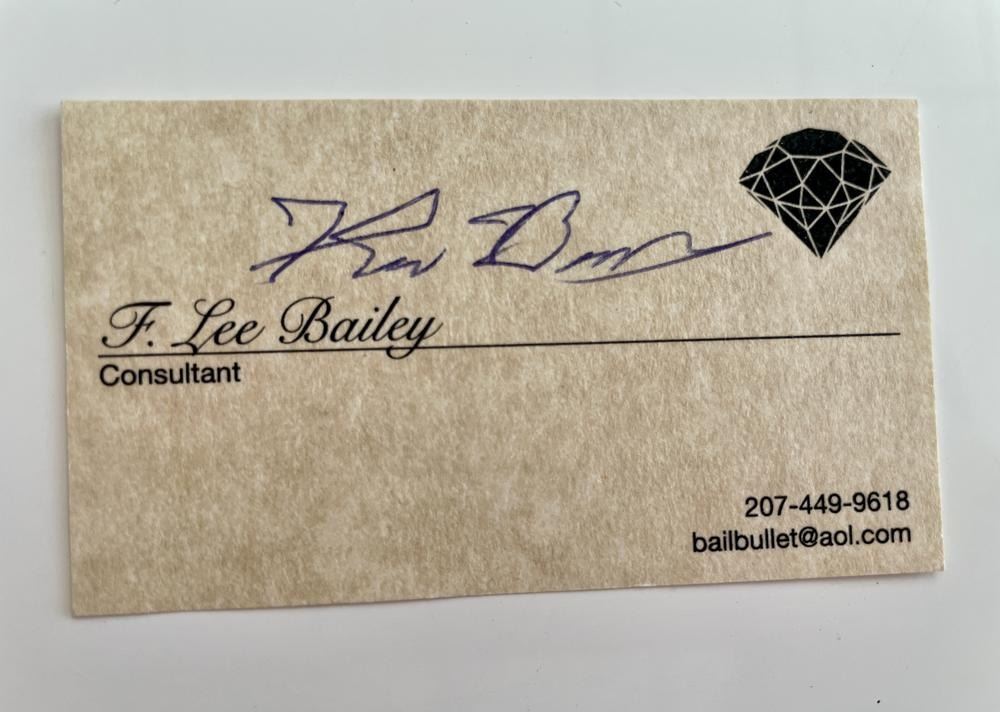 F. Lee Bailey
Consultant
207-449-9618
bailbullet@aol.com